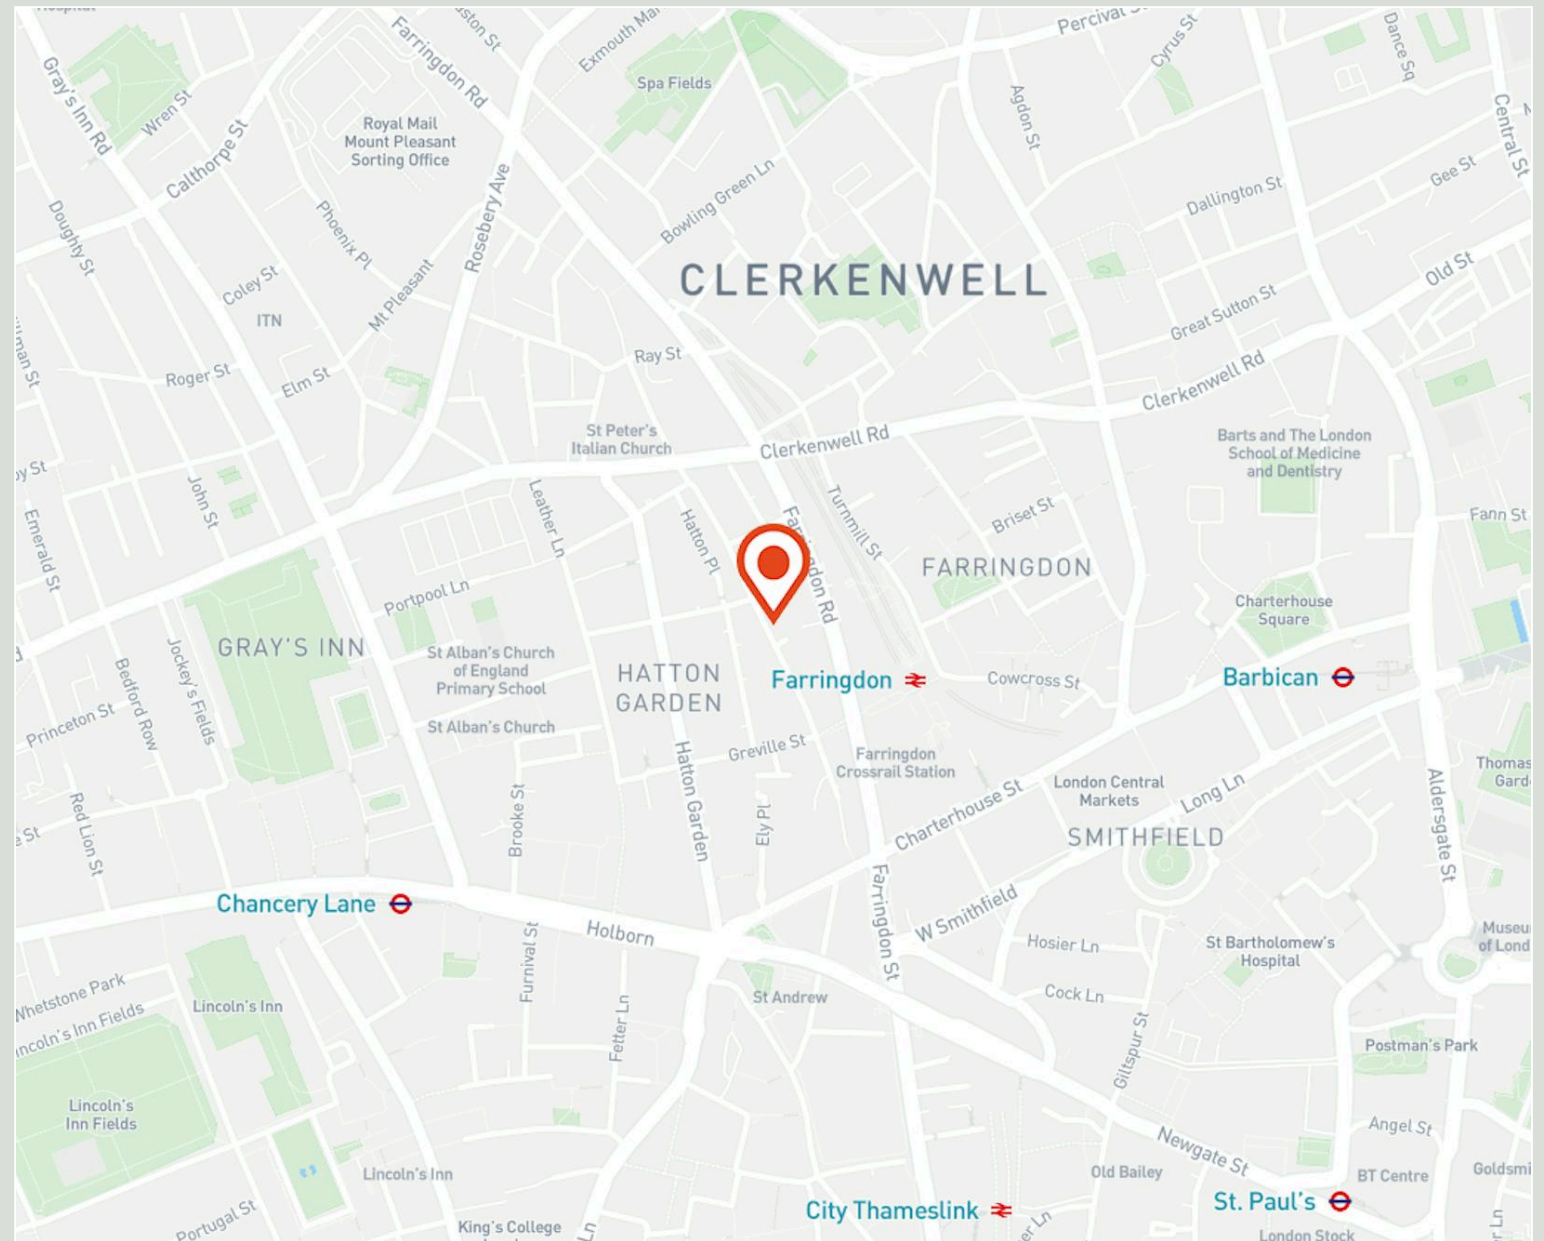 Hospital
Gray's Inn Rd
Wren St
Calthorpe St
Farringdon Rd
Exmouth Mar
Spa Fields
Percival St
Cyrus St
Dance Sq
Central St
Royal Mail
Mount Pleasant
Sorting Office
Agdon St
Gee St
Dallington St
Bowling Green Ln
Rosebery Ave
Phoenix Pl
Doughty St
Mt Pleasant
Coley St
ITN
CLERKENWELL
Old St
Great Sutton St
Roger St
Elm St
Ray St
Clerkenwell Rd
St Peter's
Italian Church
Clerkenwell Rd
Barts and The London
School of Medicine
and Dentistry
John St
Emerald St
Leather Ln
Hatton Pl
Farringdon Rd
Turnmill St
Briset St
Fann St
FARRINGDON
Portpool Ln
Charterhouse
Square
GRAY'S INN
Jockey's Fields
Bedford Row
Princeton St
St Alban's Church
of England
Primary School
HATTON
GARDEN
Farringdon
Cowcross St
Barbican
St Alban's Church
Greville St
Farringdon
Crossrail Station
Hatton Garden
London Central
Markets
Long Ln
Thomas
Gard
Red Lion St
Brooke St
Ely Pl
Charterhouse St
SMITHFIELD
Aldersgate St
Chancery Lane
Holborn
Farringdon St
W Smithfield
Hosier Ln
St Bartholomew's
Hospital
Museu
of Lond
Furnival St
Whetstone Park
Lincoln's Inn
ncoln's Inn Fields
St Andrew
Cock Ln
Fetter Ln
Giltspur St
Postman's Park
Lincoln's
Inn Fields
Angel St
Newgate St
Lincoln's Inn
Old Bailey
BT Centre
Goldsmi
Portugal St
King's College
City Thameslink
St. Paul's
London Stock